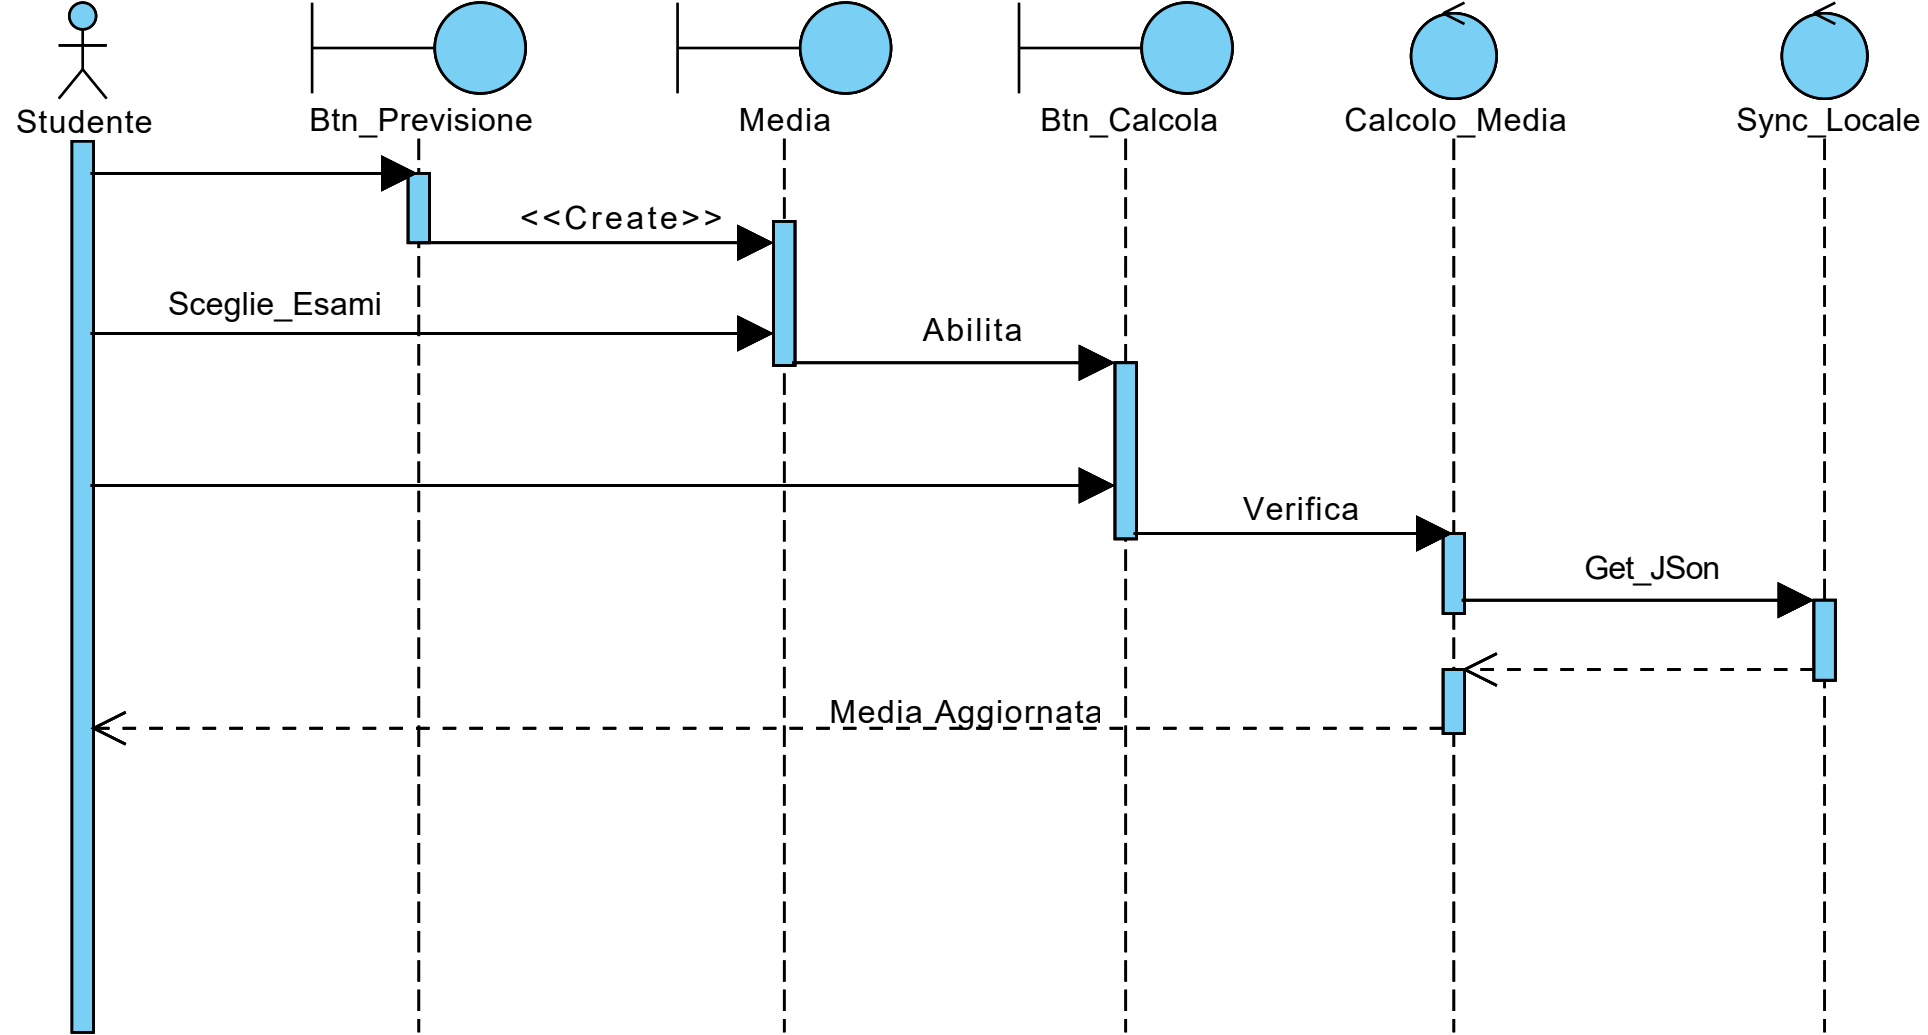 Studente
Btn_Previsione
Media
Btn_Calcola
Calcolo_Media
Sync_Locale
<<Create>>
Sceglie_Esami
Abilita
Verifica
Get_JSon
Media Aggiornata